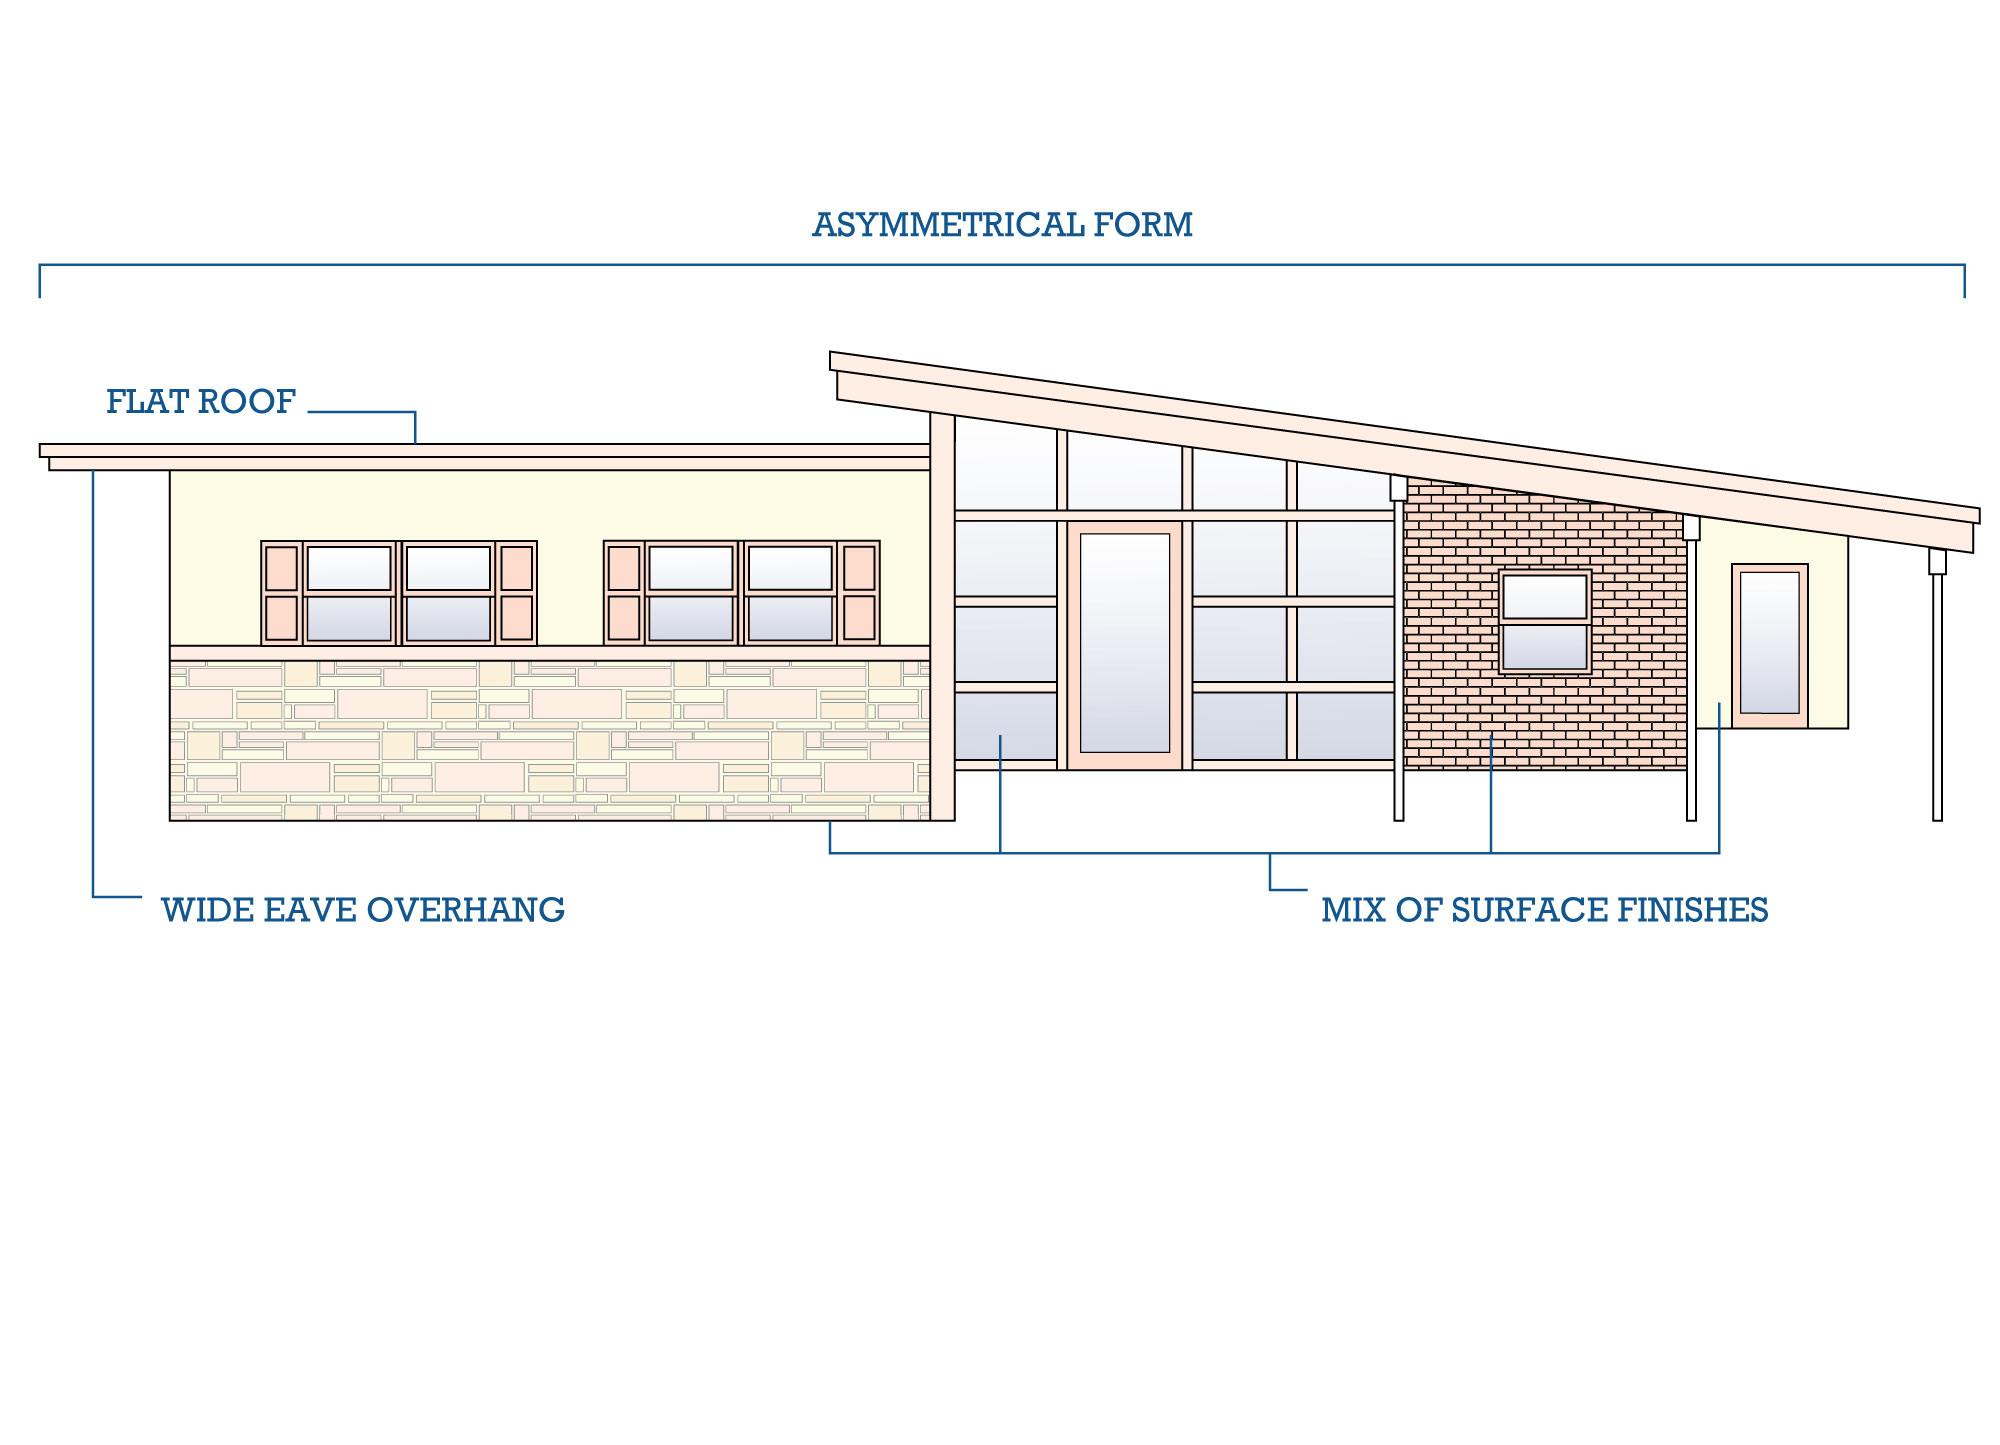 ASYMMETRICAL FORM
FLAT ROOF
WIDE EAVE OVERHANG
MIX OF SURFACE FINISHES